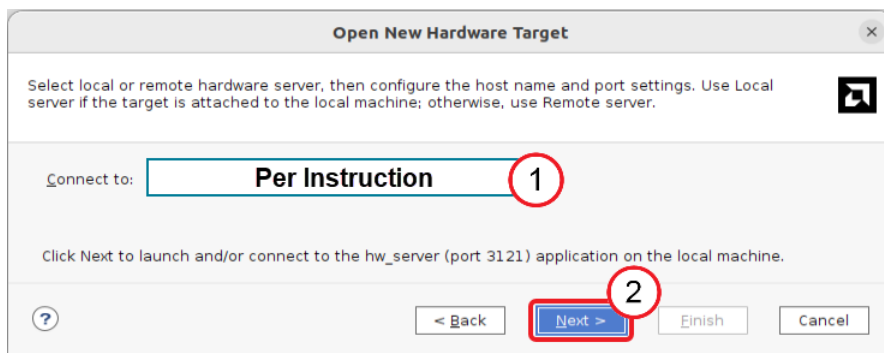 Open New Hardware Target
Select local or remote hardware server, then configure the host name and port settings. Use Local
server if the target is attached to the local machine; otherwise, use Remote server.
Connect to: Per Instruction 1
Click Next to launch and/or connect to the hw_server (port 3121) application on the local machine.
2
? < Back Next > Finish Cancel